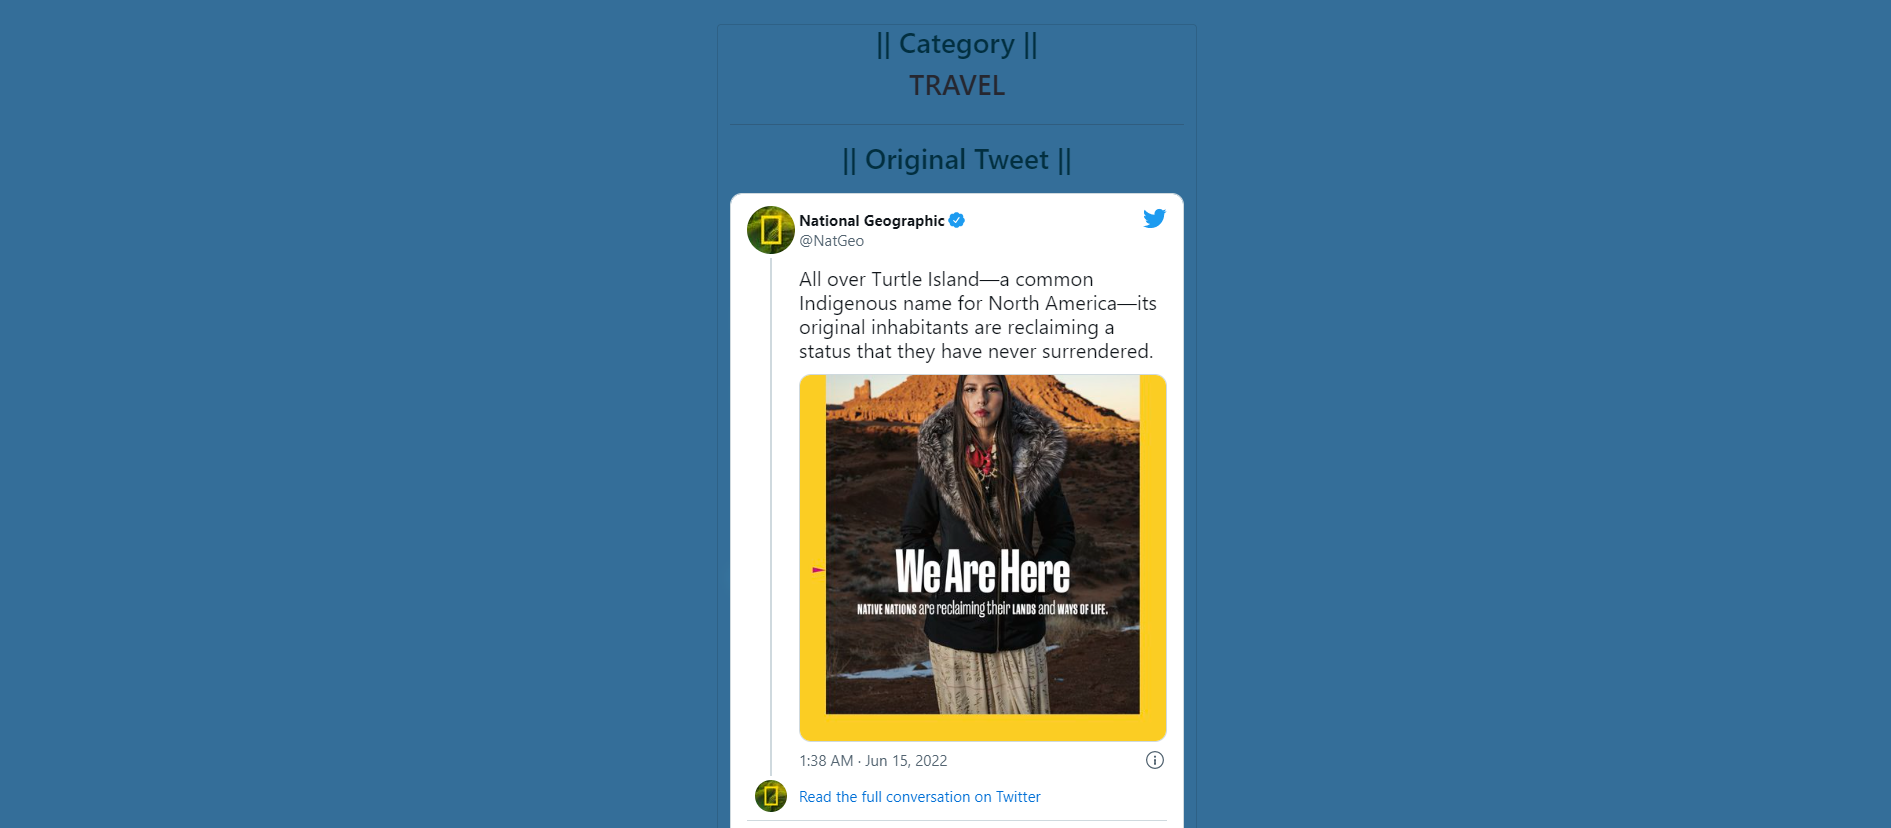 || Category ||
TRAVEL
|| Original Tweet ||
National Geographic
@NatGeo
All over Turtle Island—a common
Indigenous name for North America—its
original inhabitants are reclaiming a
status that they have never surrendered.
We Are Here
NATIVE NATIONS are reclaiming their LANDS and WAYS OF LIFE.
1:38 AM · Jun 15, 2022
Read the full conversation on Twitter